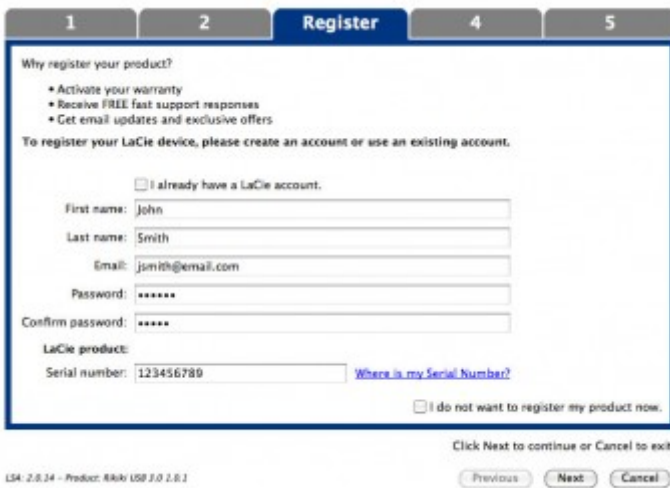 1 2 Register 4 5
Why register your product?
• Activate your warranty
• Receive FREE fast support responses
• Get email updates and exclusive offers
To register your LaCie device, please create an account or use an existing account.
I already have a LaCie account.
First name: John
Last name: Smith
Email: jsmith@email.com
Password: ••••••
Confirm password: •••••
LaCie product:
Serial number: 123456789 Where is my Serial Number?
I do not want to register my product now.
Click Next to continue or Cancel to exit
LSA: 2.0.14 - Product: Rikiki USB 3.0 1.0.1 Previous Next Cancel